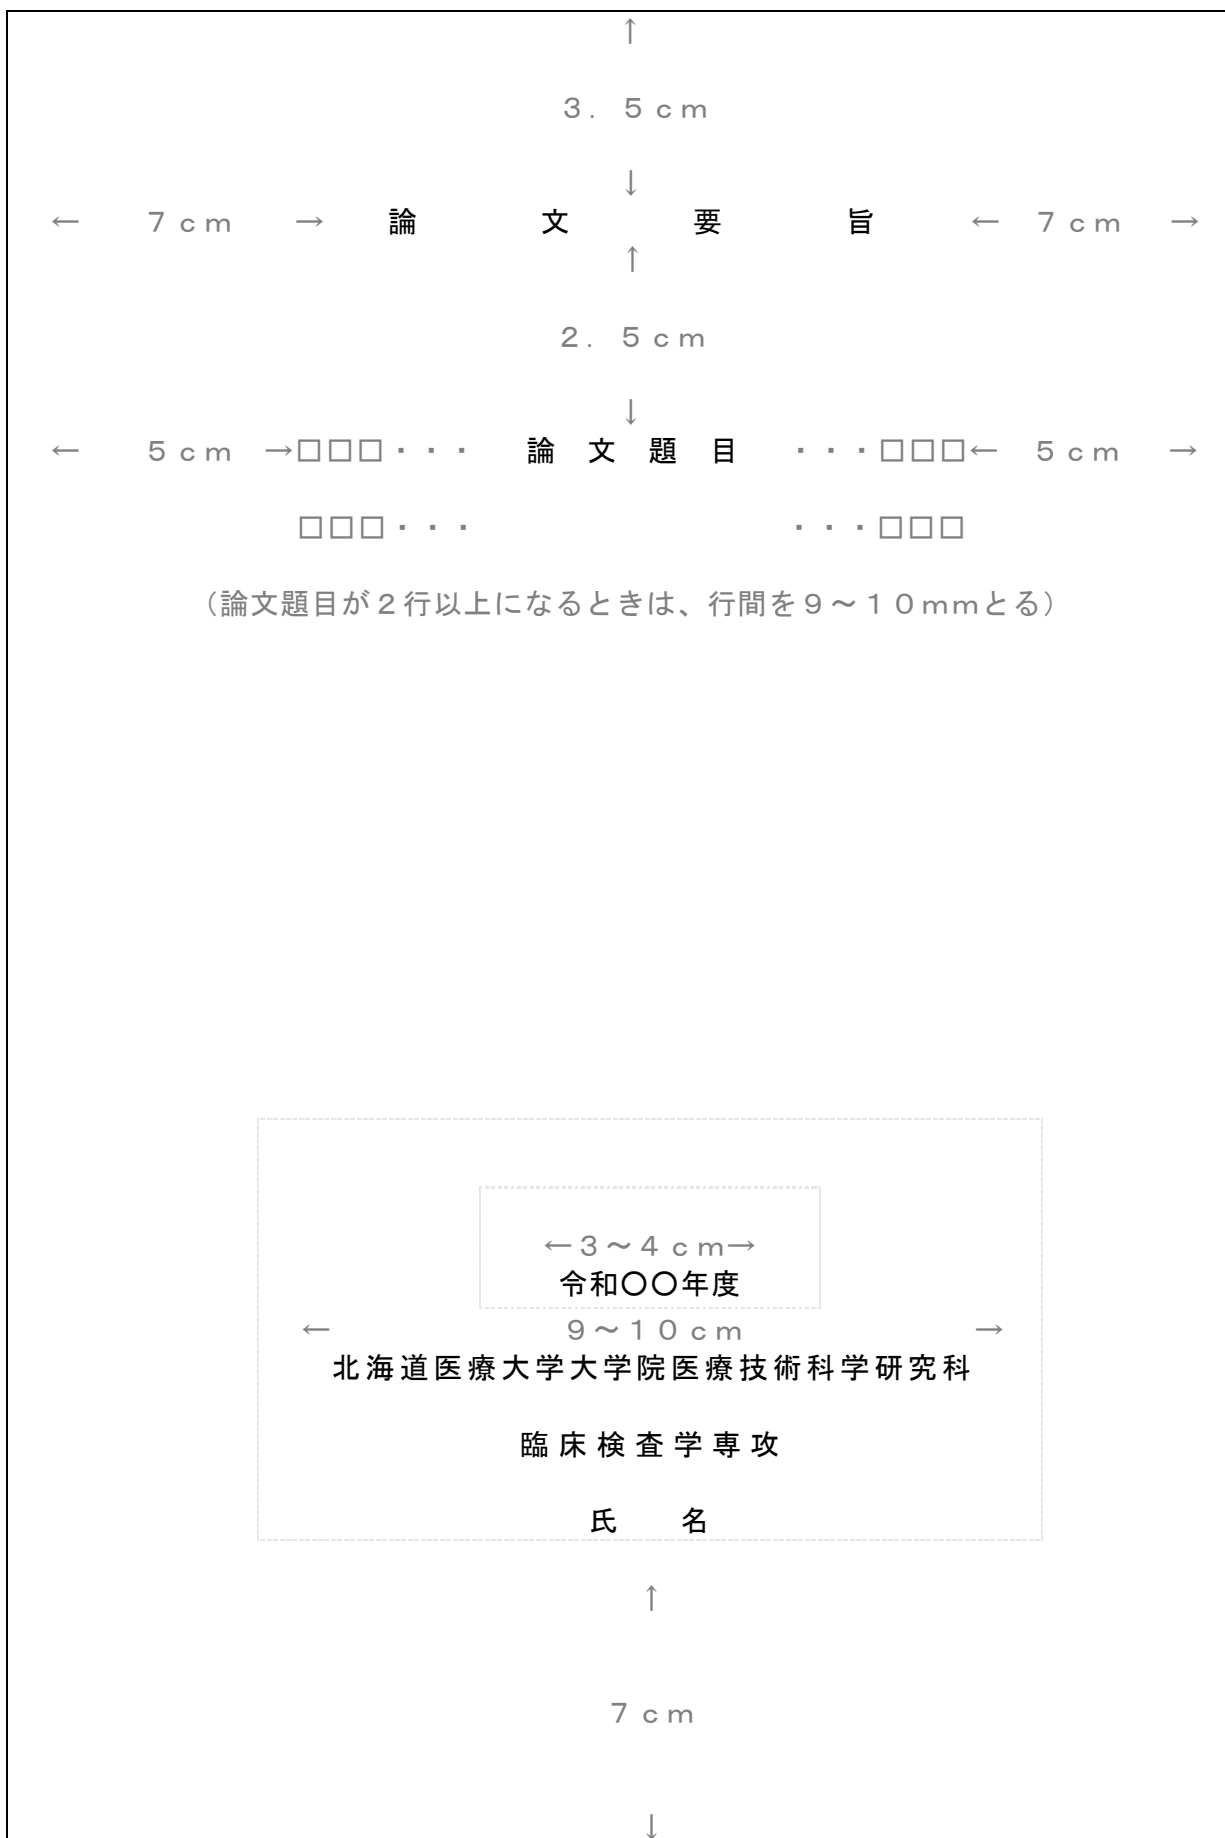 ↑
３．５ｃｍ
↓
← ７ｃｍ → 論 文 要 旨 ← ７ｃｍ →
↑
２．５ｃｍ
↓
← ５ｃｍ →□□□・・・ 論 文 題 目 ・・・□□□← ５ｃｍ →
□□□・・・ ・・・□□□
（論文題目が２行以上になるときは、行間を９～１０ｍｍとる）
←３～４ｃｍ→
令和〇〇年度
← ９～１０ｃｍ →
北海道医療大学大学院医療技術科学研究科
臨床検査学専攻
氏 名
↑
７ｃｍ
↓